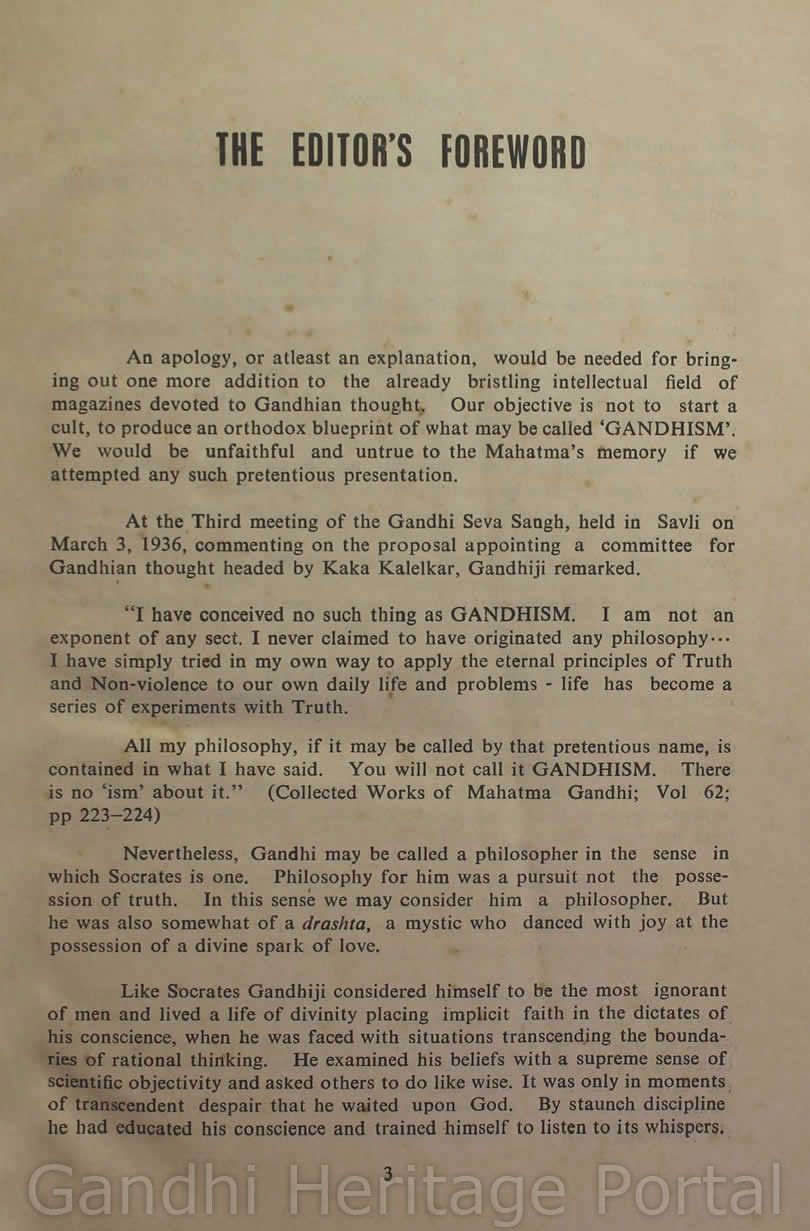 THE EDITOR'S FOREWORD
An apology, or atleast an explanation, would be needed for bring-
ing out one more addition to the already bristling intellectual field of
magazines devoted to Gandhian thought. Our objective is not to start a
cult, to produce an orthodox blueprint of what may be called ‘GANDHISM’.
We would be unfaithful and untrue to the Mahatma's memory if we
attempted any such pretentious presentation.
At the Third meeting of the Gandhi Seva Sangh, held in Savli on
March 3, 1936, commenting on the proposal appointing a committee for
Gandhian thought headed by Kaka Kalelkar, Gandhiji remarked.
“I have conceived no such thing as GANDHISM. I am not an
exponent of any sect. I never claimed to have originated any philosophy···
I have simply tried in my own way to apply the eternal principles of Truth
and Non-violence to our own daily life and problems - life has become a
series of experiments with Truth.
All my philosophy, if it may be called by that pretentious name, is
contained in what I have said. You will not call it GANDHISM. There
is no ‘ism’ about it.” (Collected Works of Mahatma Gandhi; Vol 62;
pp 223–224)
Nevertheless, Gandhi may be called a philosopher in the sense in
which Socrates is one. Philosophy for him was a pursuit not the posse-
ssion of truth. In this sense we may consider him a philosopher. But
he was also somewhat of a drashta, a mystic who danced with joy at the
possession of a divine spark of love.
Like Socrates Gandhiji considered himself to be the most ignorant
of men and lived a life of divinity placing implicit faith in the dictates of
his conscience, when he was faced with situations transcending the bounda-
ries of rational thinking. He examined his beliefs with a supreme sense of
scientific objectivity and asked others to do like wise. It was only in moments
of transcendent despair that he waited upon God. By staunch discipline
he had educated his conscience and trained himself to listen to its whispers.
3
Gandhi Heritage Portal